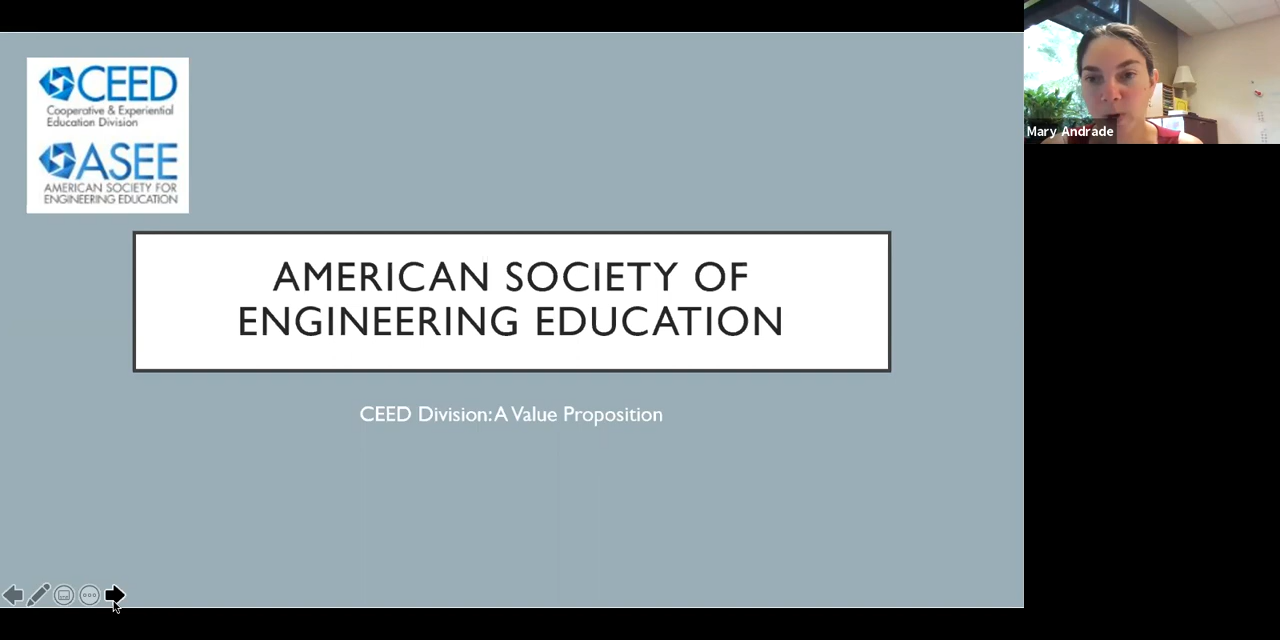 CEED
Cooperative & Experiential
Education Division
ASEE
AMERICAN SOCIETY FOR
ENGINEERING EDUCATION
AMERICAN SOCIETY OF
ENGINEERING EDUCATION
CEED Division: A Value Proposition
Mary Andrade